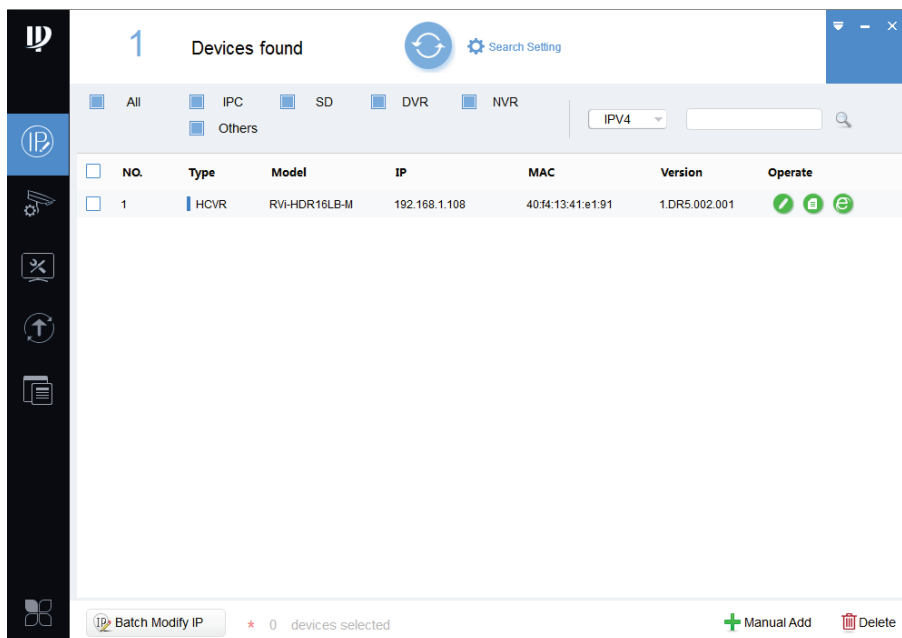 1 Devices found Search Setting
All IPC SD DVR NVR
Others
IPV4
NO. Type Model IP MAC Version Operate
1 HCVR RVi-HDR16LB-M 192.168.1.108 40:f4:13:41:e1:91 1.DR5.002.001
IP Batch Modify IP * 0 devices selected Manual Add Delete